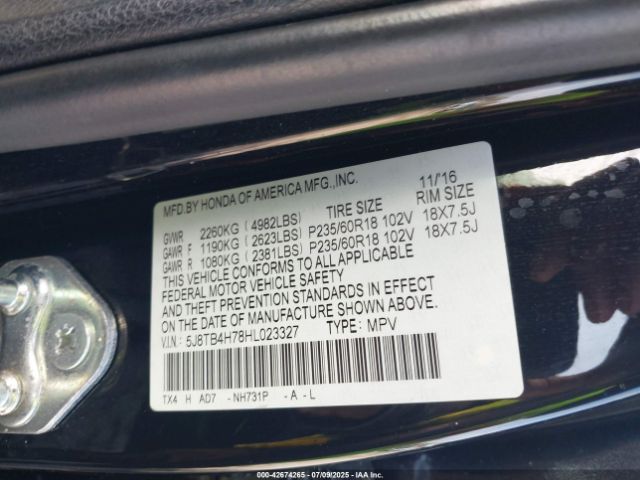 MFD.BY HONDA OF AMERICA MFG.,INC. 11/16
TIRE SIZE RIM SIZE
GVWR 2260KG (4982LBS)
GAWR F 1190KG (2623LBS) P235/60R18 102V 18X7.5J
GAWR R 1080KG (2381LBS) P235/60R18 102V 18X7.5J
THIS VEHICLE CONFORMS TO ALL APPLICABLE
FEDERAL MOTOR VEHICLE SAFETY
AND THEFT PREVENTION STANDARDS IN EFFECT
ON THE DATE OF MANUFACTURE SHOWN ABOVE.
V.I.N: 5J8TB4H78HL023327 TYPE: MPV
TX4 H AD7 -NH731P -A-L
00-42674265 - 07/09/2025 - IAAI.COM